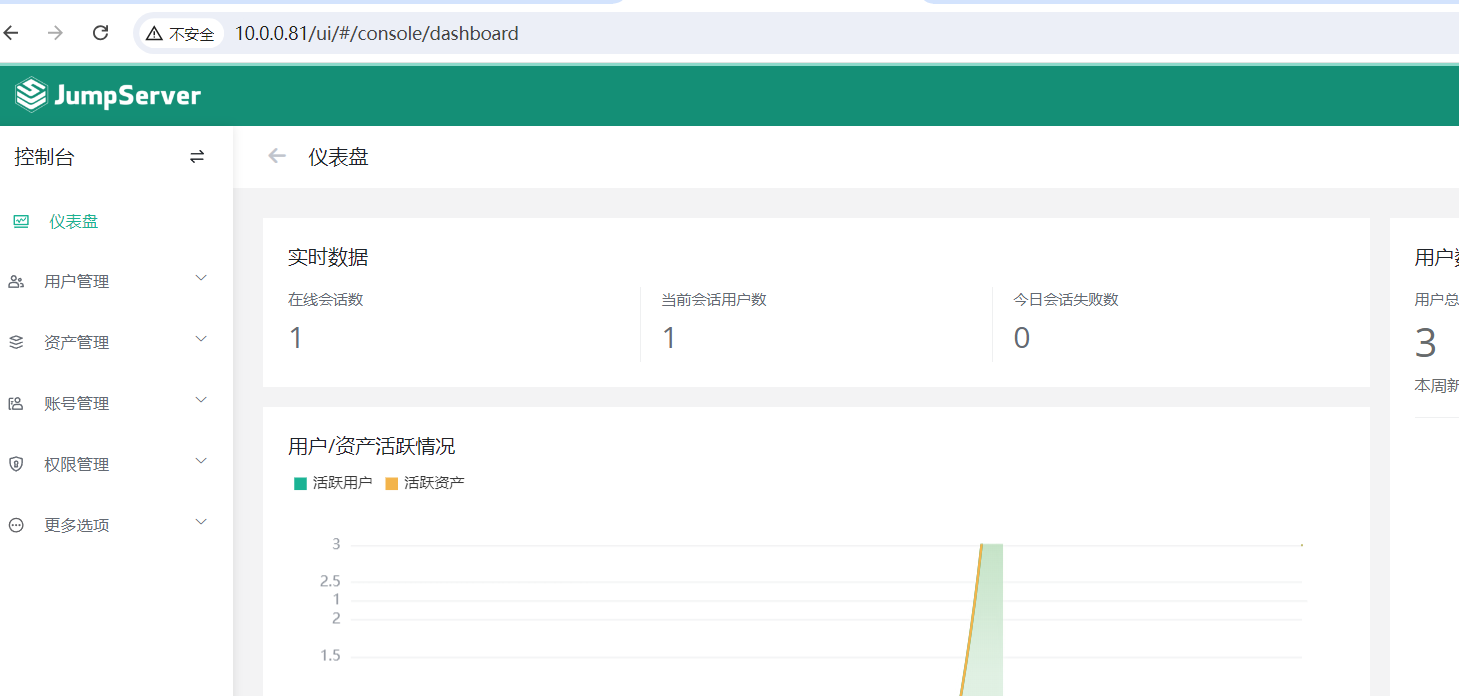 不安全 10.0.0.81/ui/#/console/dashboard
JumpServer
控制台
仪表盘
仪表盘
用户管理
资产管理
账号管理
权限管理
更多选项
实时数据
在线会话数
1
当前会话用户数
1
今日会话失败数
0
用户/资产活跃情况
活跃用户 活跃资产
3
2.5
1
2
1.5
用户
用户总
3
本周新